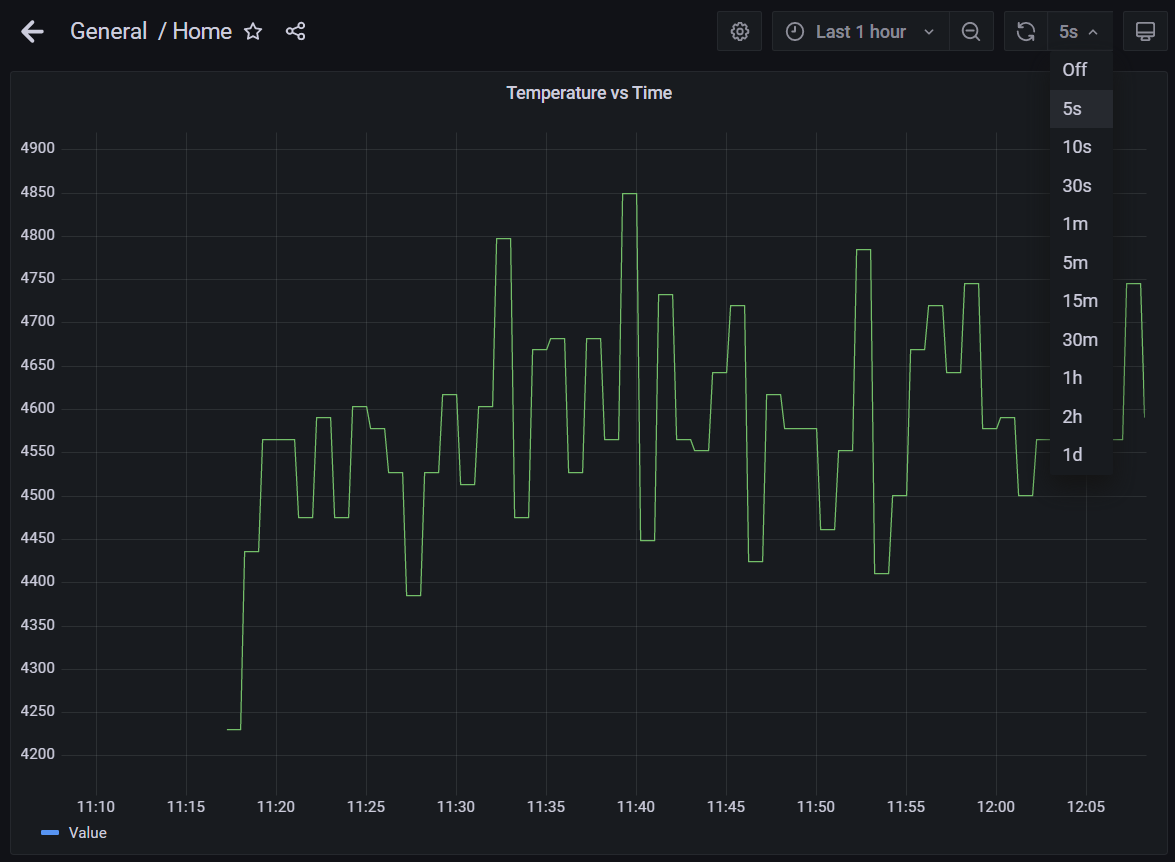 General / Home
Last 1 hour
5s
Off
5s
10s
30s
1m
5m
15m
30m
1h
2h
1d
Temperature vs Time
4900
4850
4800
4750
4700
4650
4600
4550
4500
4450
4400
4350
4300
4250
4200
11:10 11:15 11:20 11:25 11:30 11:35 11:40 11:45 11:50 11:55 12:00 12:05
Value